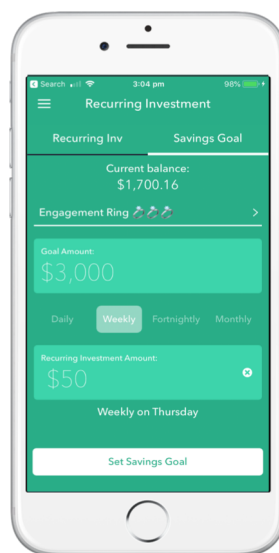 Search 3:04 pm 98%
Recurring Investment
Recurring Inv Savings Goal
Current balance:
$1,700.16
Engagement Ring 💍💍💍
Goal Amount:
$3,000
Daily Weekly Fortnightly Monthly
Recurring Investment Amount:
$50
Weekly on Thursday
Set Savings Goal